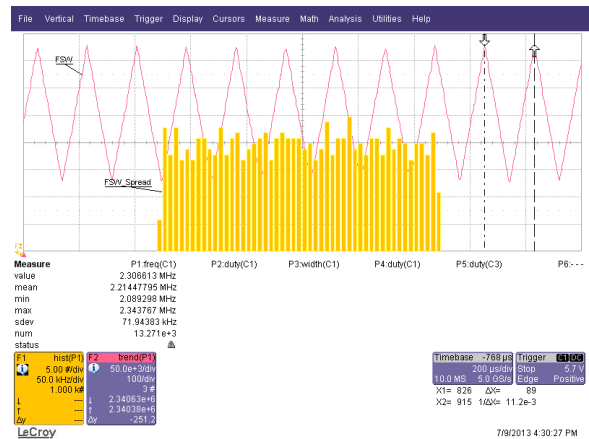 File Vertical Timebase Trigger Display Cursors Measure Math Analysis Utilities Help
FSW
FSW_Spread
F2
Measure P1:freq(C1) P2:duty(C1) P3:width(C1) P4:duty(C1) P5:duty(C3) P6:- - -
value 2.306613 MHz
mean 2.21447795 MHz
min 2.089298 MHz
max 2.343767 MHz
sdev 71.94383 kHz
num 13.271e+3
status
F1 hist(P1) F2 trend(P1)
5.00 #/div 50.0e+3/div
50.0 kHz/div 100/div
1.000 k# 3 #
↓ --- ↓ 2.34063e+6
↑ --- ↑ 2.34038e+6
Δy --- Δy -251.2
Timebase -768 µs Trigger C1 DC
200 µs/div Stop 5.7 V
10.0 MS 5.0 GS/s Edge Positive
X1= 826 ΔX= 89
X2= 915 1/ΔX= 11.2e-3
LeCroy 7/9/2013 4:30:27 PM